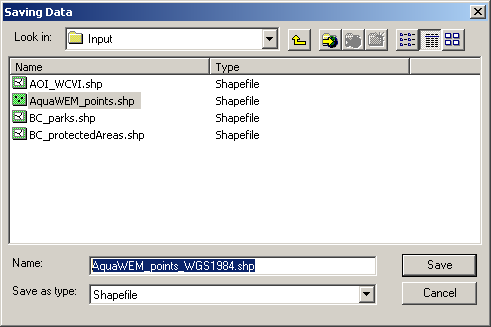 Saving Data
Look in: Input
Name Type
AOI_WCVI.shp Shapefile
AquaWEM_points.shp Shapefile
BC_parks.shp Shapefile
BC_protectedAreas.shp Shapefile
Name: AquaWEM_points_WGS1984.shp Save
Save as type: Shapefile Cancel